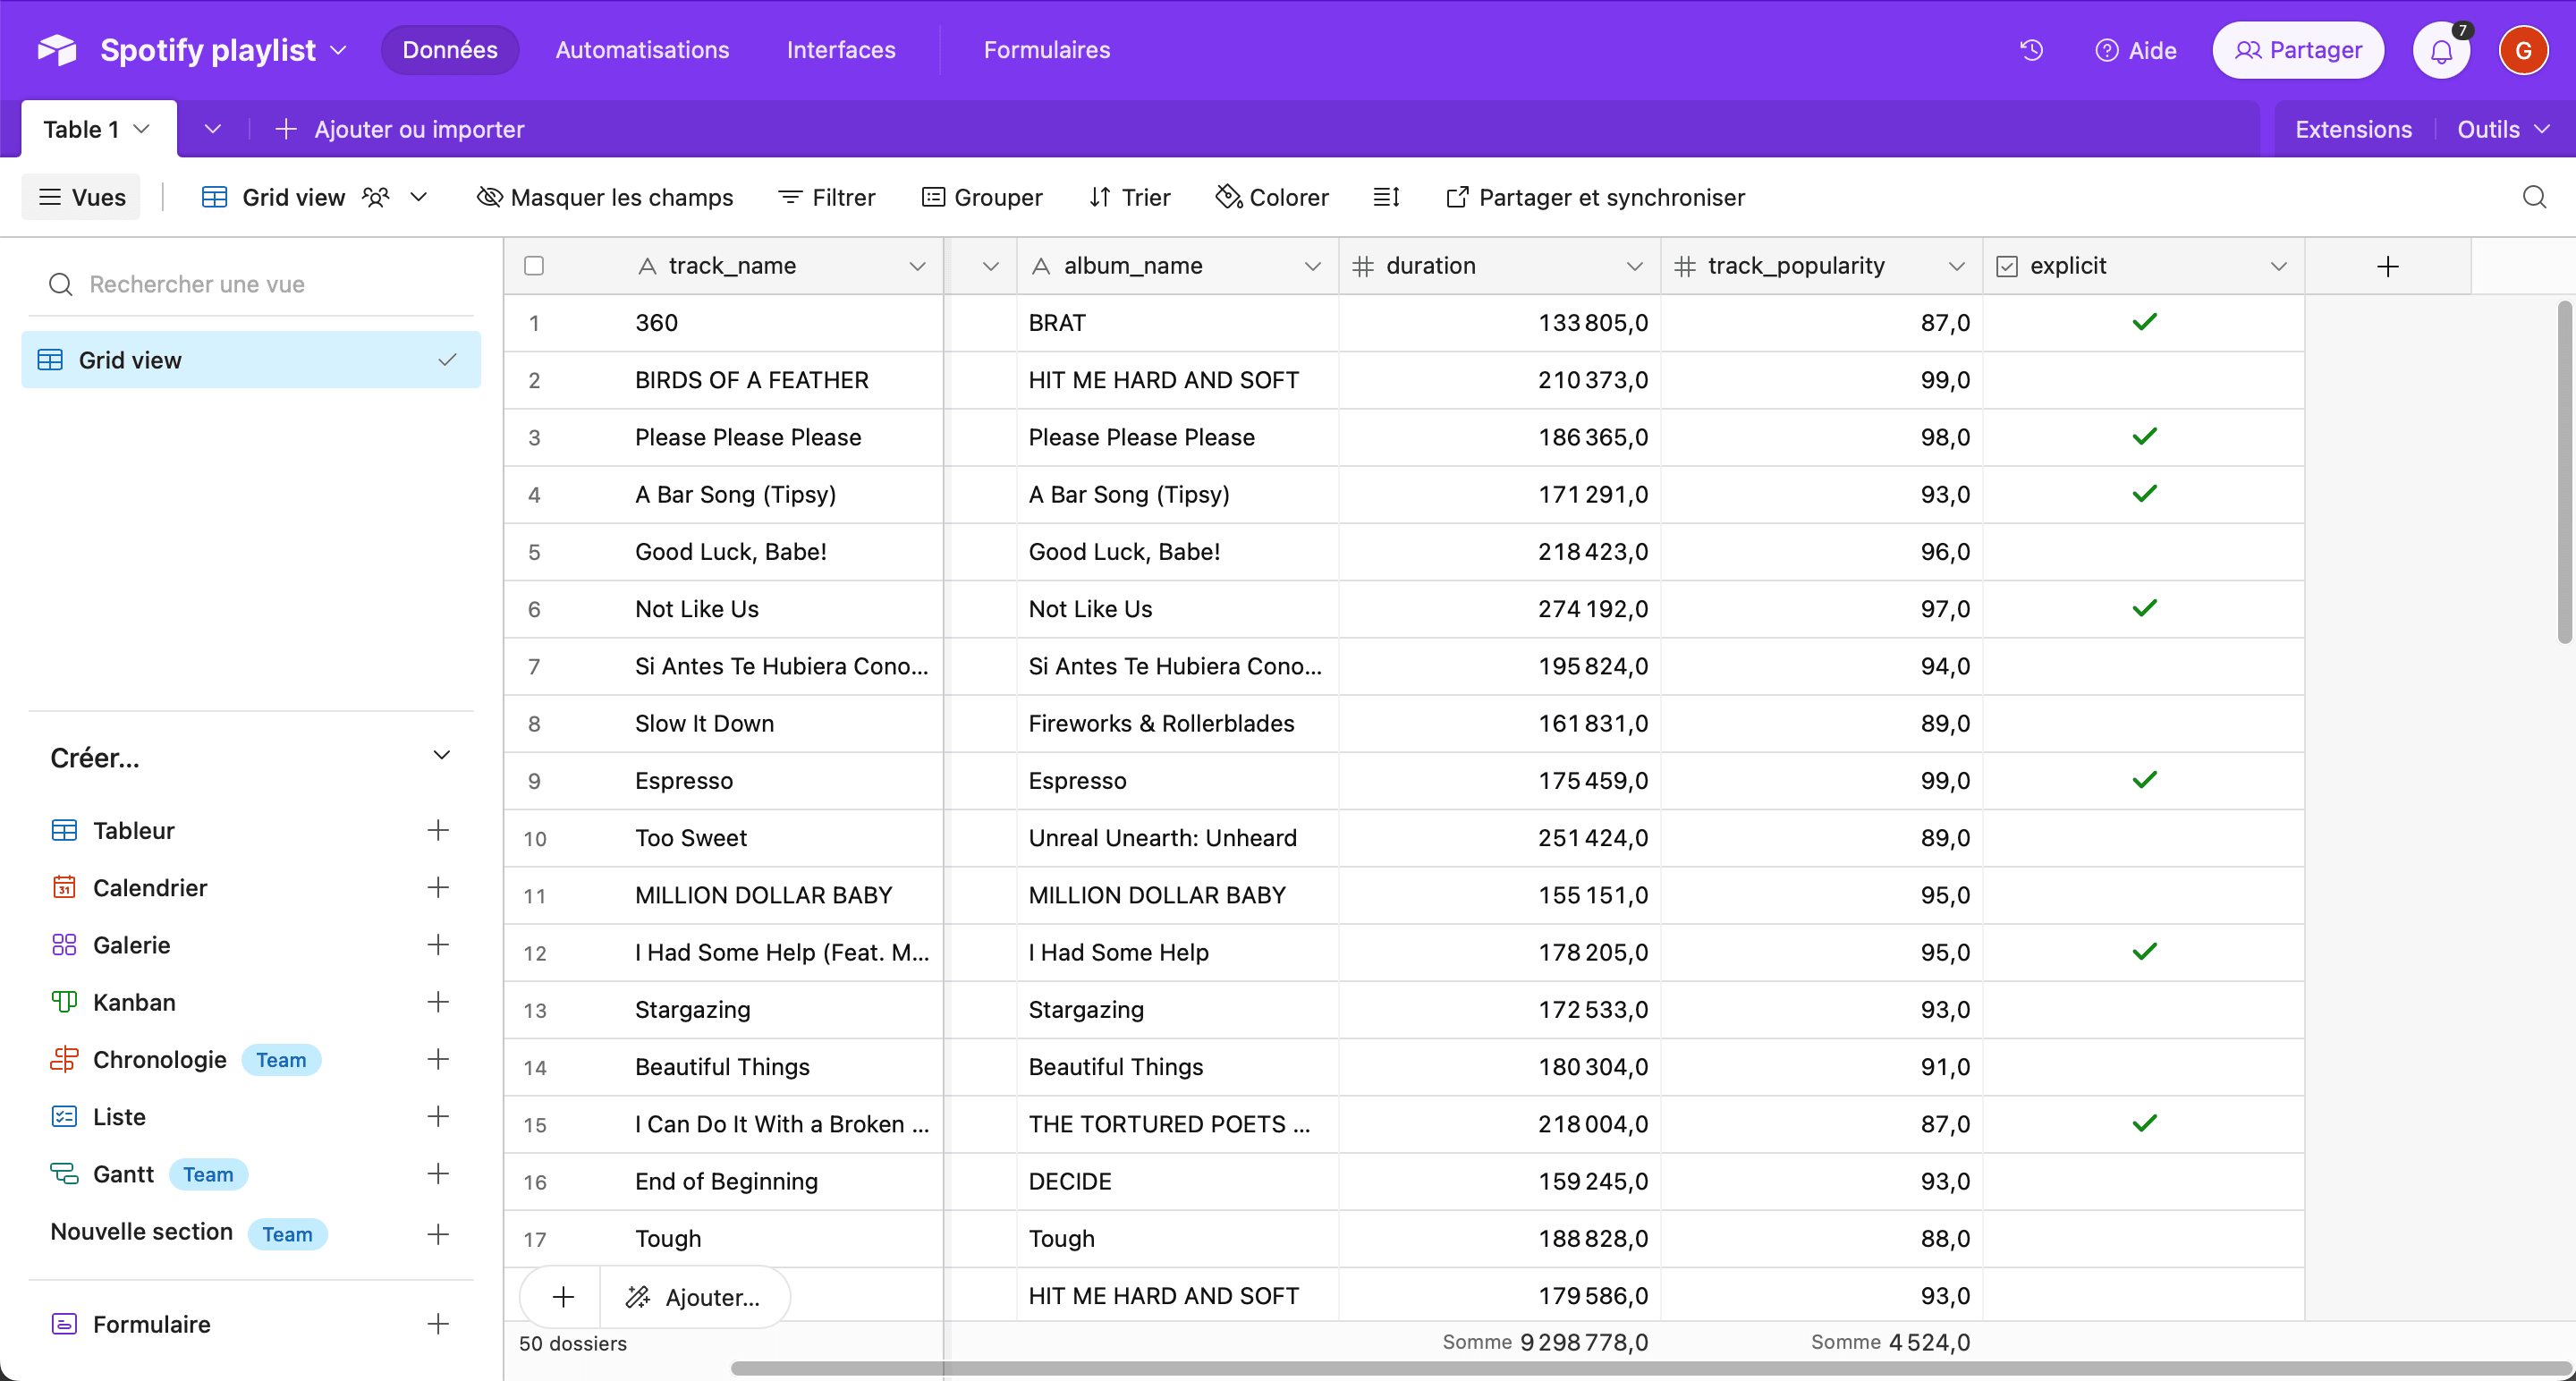 Spotify playlist Données Automatisations Interfaces Formulaires Aide Partager 7 G
Table 1 Ajouter ou importer Extensions Outils
Vues Grid view Masquer les champs Filtrer Grouper Trier Colorer Partager et synchroniser
Rechercher une vue
Grid view
Créer...
Tableur
31 Calendrier
Galerie
Kanban
Chronologie Team
Liste
Gantt Team
Nouvelle section Team
Formulaire
track_name album_name duration track_popularity explicit
1 360 BRAT 133 805,0 87,0
2 BIRDS OF A FEATHER HIT ME HARD AND SOFT 210 373,0 99,0
3 Please Please Please Please Please Please 186 365,0 98,0
4 A Bar Song (Tipsy) A Bar Song (Tipsy) 171 291,0 93,0
5 Good Luck, Babe! Good Luck, Babe! 218 423,0 96,0
6 Not Like Us Not Like Us 274 192,0 97,0
7 Si Antes Te Hubiera Cono... Si Antes Te Hubiera Cono... 195 824,0 94,0
8 Slow It Down Fireworks & Rollerblades 161 831,0 89,0
9 Espresso Espresso 175 459,0 99,0
10 Too Sweet Unreal Unearth: Unheard 251 424,0 89,0
11 MILLION DOLLAR BABY MILLION DOLLAR BABY 155 151,0 95,0
12 I Had Some Help (Feat. M... I Had Some Help 178 205,0 95,0
13 Stargazing Stargazing 172 533,0 93,0
14 Beautiful Things Beautiful Things 180 304,0 91,0
15 I Can Do It With a Broken ... THE TORTURED POETS ... 218 004,0 87,0
16 End of Beginning DECIDE 159 245,0 93,0
17 Tough Tough 188 828,0 88,0
Ajouter... HIT ME HARD AND SOFT 179 586,0 93,0
50 dossiers Somme 9 298 778,0 Somme 4 524,0